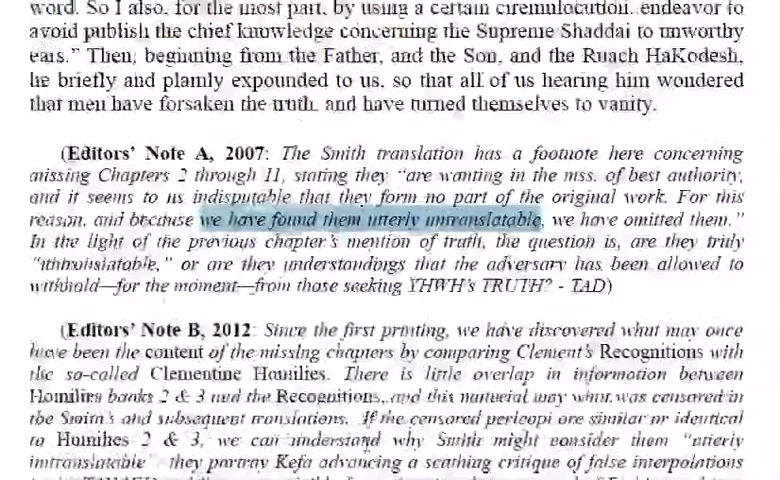 word. So I also, for the most part, by using a certain circumlocution, endeavor to
avoid publish the chief knowledge concerning the Supreme Shaddai to unworthy
ears." Then, beginning from the Father, and the Son, and the Ruach HaKodesh,
he briefly and plainly expounded to us, so that all of us hearing him wondered
that men have forsaken the truth, and have turned themselves to vanity.
(Editors' Note A, 2007: The Smith translation has a footnote here concerning
missing Chapters 2 through 11, stating they "are wanting in the mss. of best authority,
and it seems to us indisputable that they form no part of the original work. For this
reason, and because we have found them utterly untranslatable, we have omitted them."
In the light of the previous chapter's mention of truth, the question is, are they truly
"untranslatable," or are they understandings that the adversary has been allowed to
withhold—for the moment—from those seeking YHWH's TRUTH? - TAD)
(Editors' Note B, 2012: Since the first printing, we have discovered what may once
have been the content of the missing chapters by comparing Clement's Recognitions with
the so-called Clementine Homilies. There is little overlap in information between
Homilies books 2 & 3 and the Recognitions, and this material may what was censored in
the Smith's and subsequent translations. If the censored pericopi are similar or identical
to Homilies 2 & 3, we can understand why Smith might consider them "utterly
untranslatable" they portray Kefa advancing a scathing critique of false interpolations